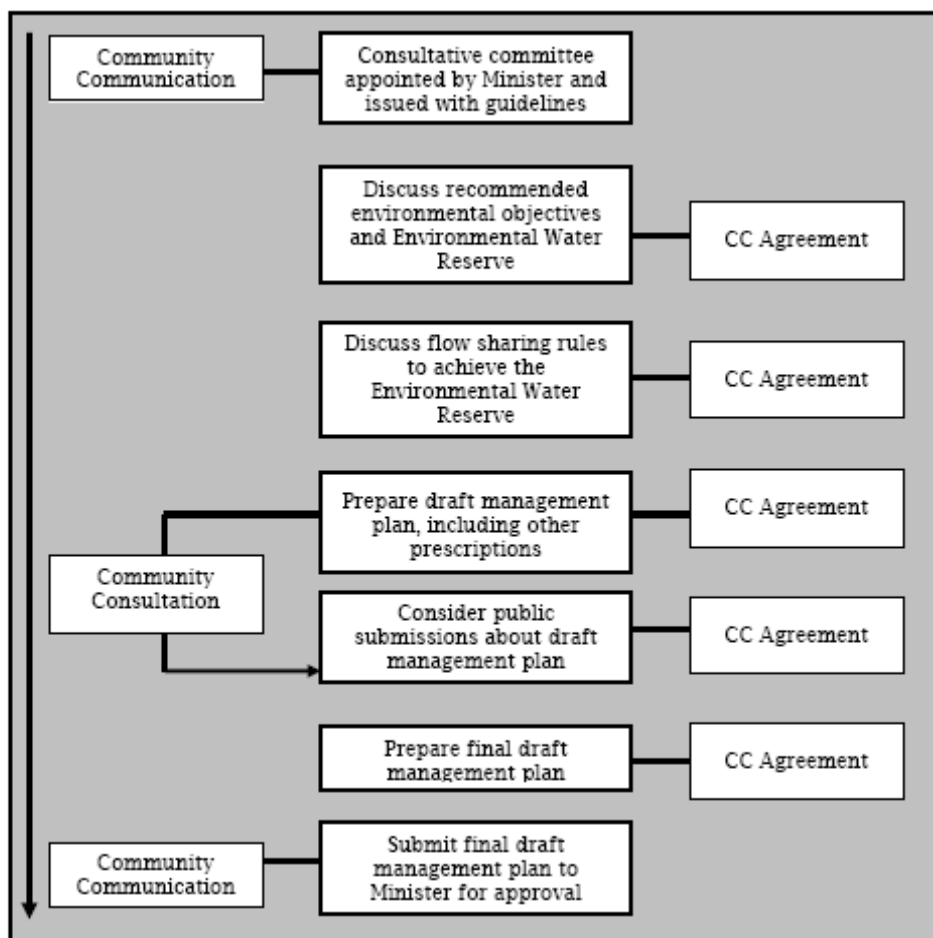 Community
Communication
Consultative committee
appointed by Minister and
issued with guidelines
Discuss recommended
environmental objectives
and Environmental Water
Reserve
CC Agreement
Discuss flow sharing rules
to achieve the
Environmental Water
Reserve
CC Agreement
Prepare draft management
plan, including other
prescriptions
CC Agreement
Community
Consultation
Consider public
submissions about draft
management plan
CC Agreement
Prepare final draft
management plan
CC Agreement
Community
Communication
Submit final draft
management plan to
Minister for approval